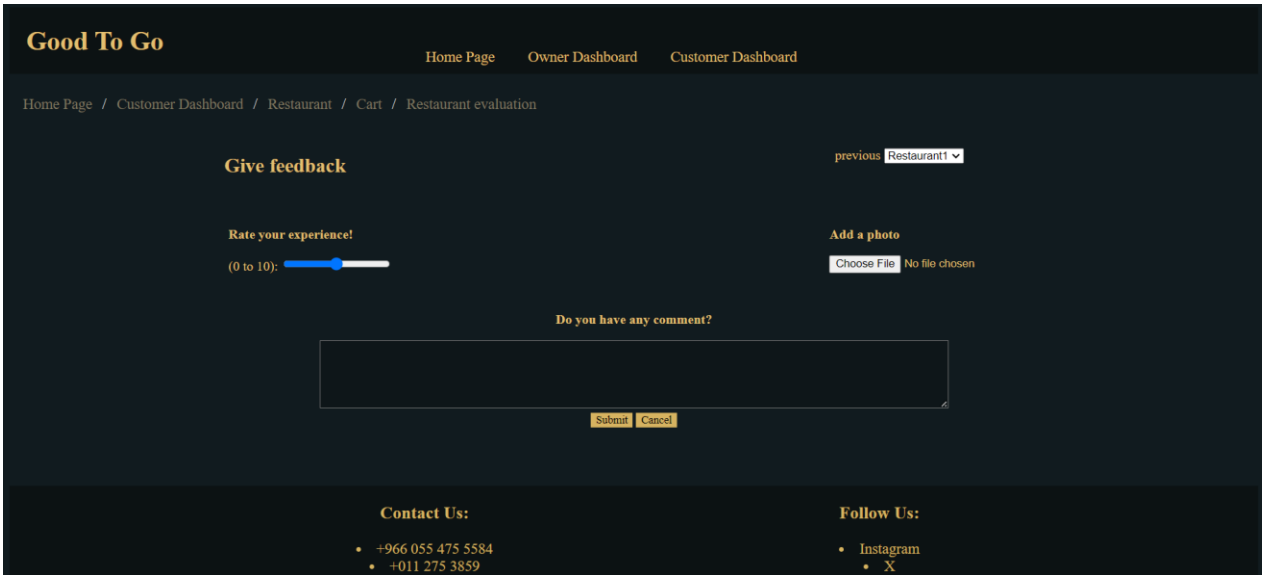 Good To Go
Home Page Owner Dashboard Customer Dashboard
Home Page / Customer Dashboard / Restaurant / Cart / Restaurant evaluation
Give feedback
previous Restaurant1
Rate your experience!
(0 to 10):
Add a photo
Choose File No file chosen
Do you have any comment?
Submit Cancel
Contact Us:
• +966 055 475 5584
• +011 275 3859
Follow Us:
• Instagram
• X